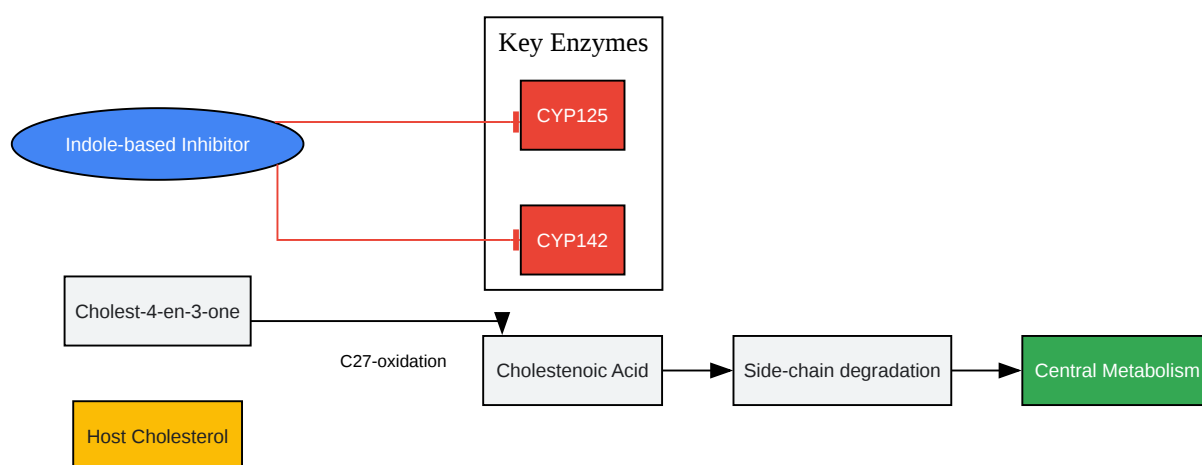 Key Enzymes
CYP125
Indole-based Inhibitor
CYP142
Cholest-4-en-3-one
C27-oxidation
Cholestenoic Acid
Side-chain degradation
Central Metabolism
Host Cholesterol